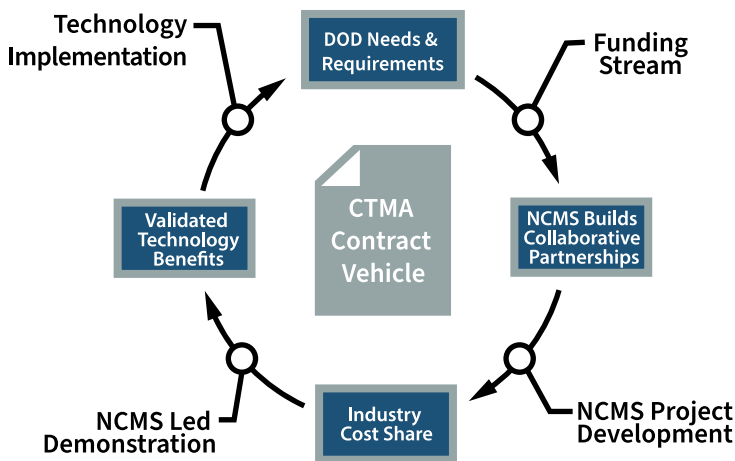 Technology
Implementation
DOD Needs &
Requirements
Funding
Stream
Validated
Technology
Benefits
CTMA
Contract
Vehicle
NCMS Builds
Collaborative
Partnerships
NCMS Led
Demonstration
Industry
Cost Share
NCMS Project
Development